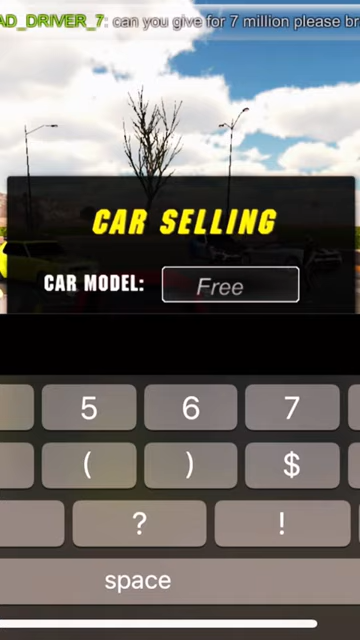 AD_DRIVER_7: can you give for 7 million please br
CAR SELLING
CAR MODEL: Free
5 6 7
( ) $
? !
space